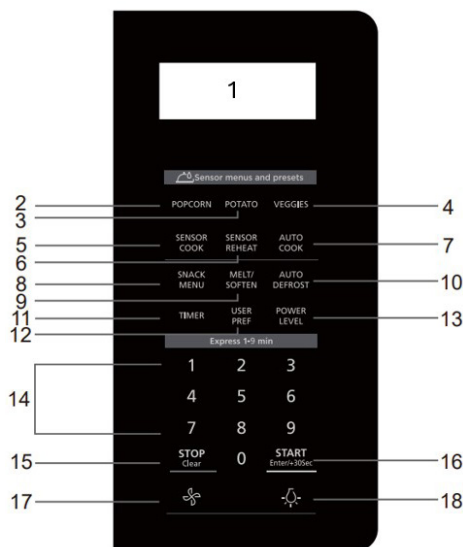 1
Sensor menus and presets
2 POPCORN POTATO VEGGIES 4
3
5 SENSOR COOK SENSOR REHEAT AUTO COOK 7
6
8 SNACK MENU MELT/ SOFTEN AUTO DEFROST 10
9
11 TIMER USER PREF POWER LEVEL 13
12
Express 1-9 min
1 2 3
14 4 5 6
7 8 9
15 STOP Clear 0 START Enter/+30Sec 16
17 18